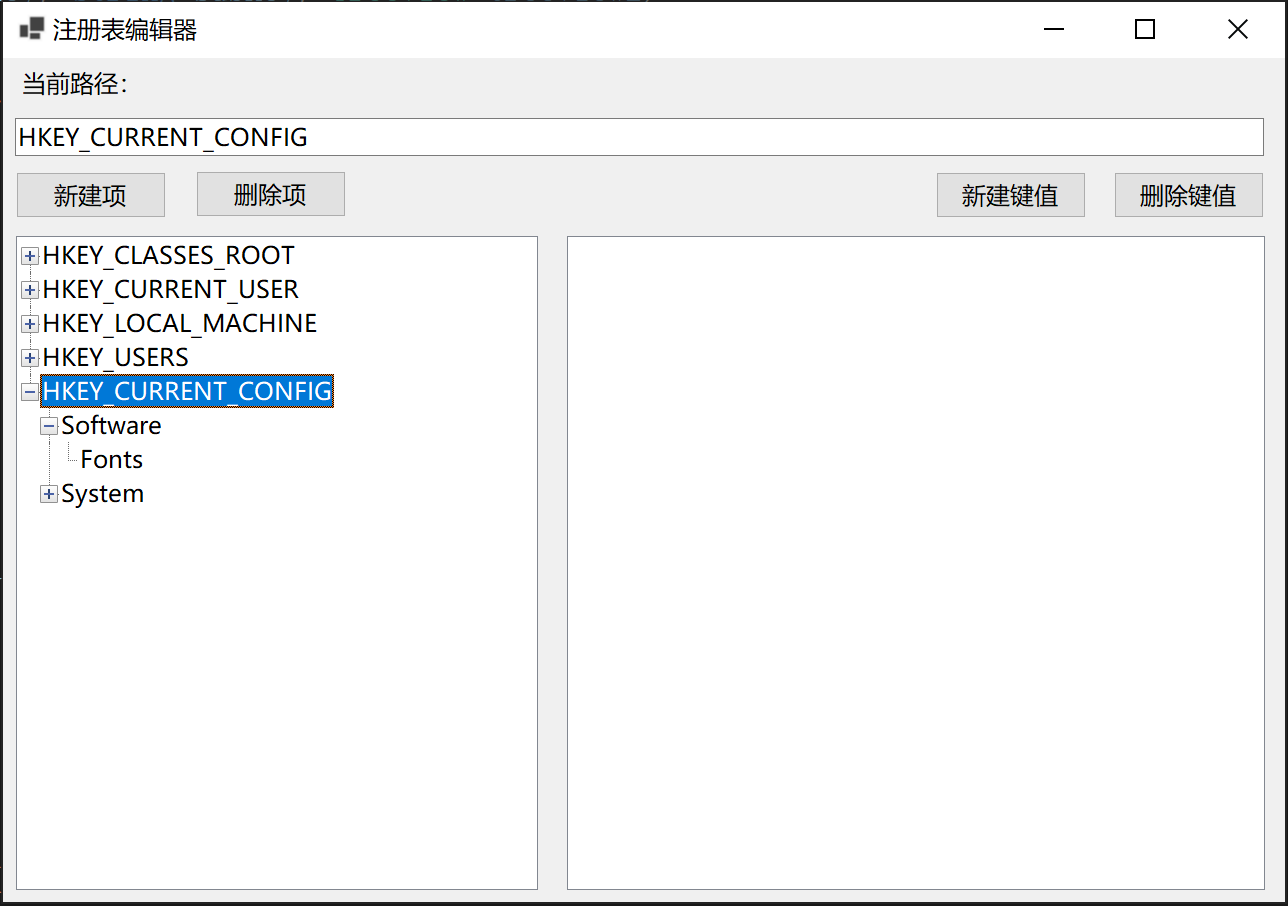 注册表编辑器
当前路径：
HKEY_CURRENT_CONFIG
新建项 删除项 新建键值 删除键值
HKEY_CLASSES_ROOT
HKEY_CURRENT_USER
HKEY_LOCAL_MACHINE
HKEY_USERS
HKEY_CURRENT_CONFIG
Software
Fonts
System